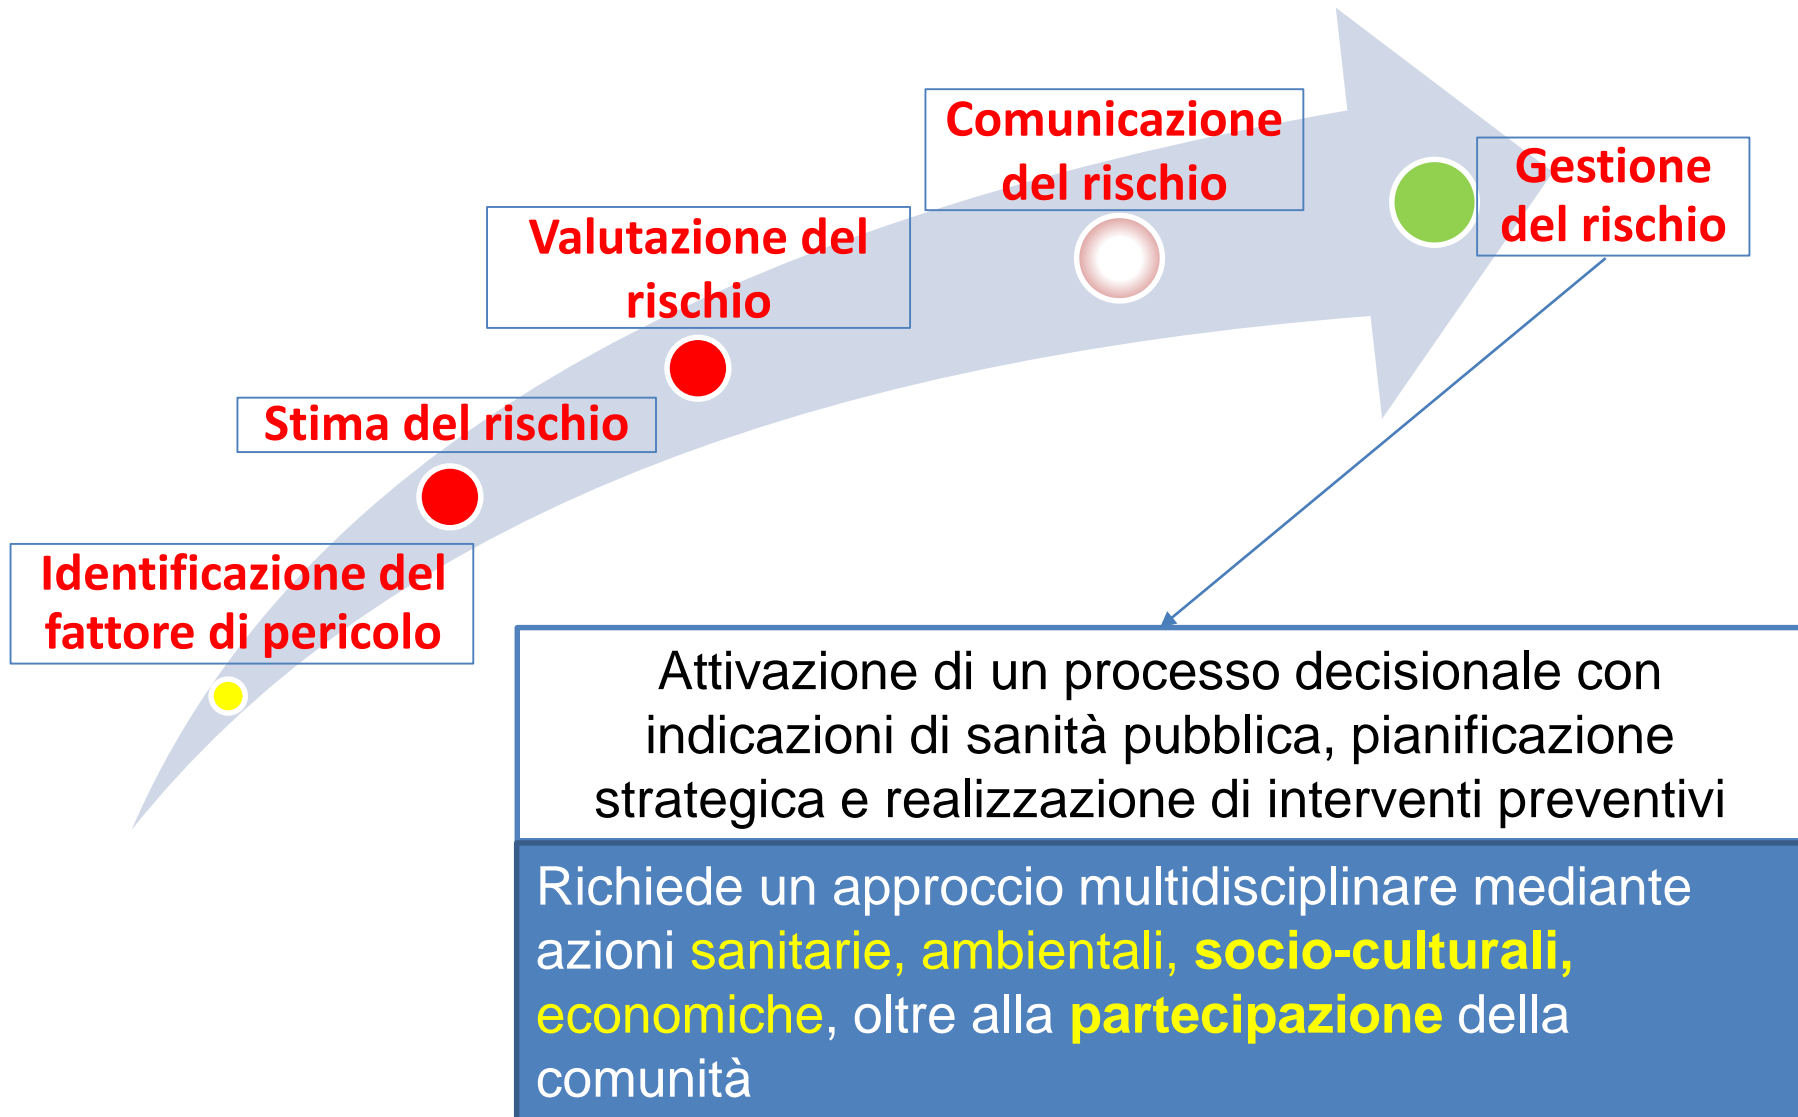 Comunicazione
del rischio
Gestione
del rischio
Valutazione del
rischio
Stima del rischio
Identificazione del
fattore di pericolo
Attivazione di un processo decisionale con
indicazioni di sanità pubblica, pianificazione
strategica e realizzazione di interventi preventivi
Richiede un approccio multidisciplinare mediante
azioni sanitarie, ambientali, socio-culturali,
economiche, oltre alla partecipazione della
comunità